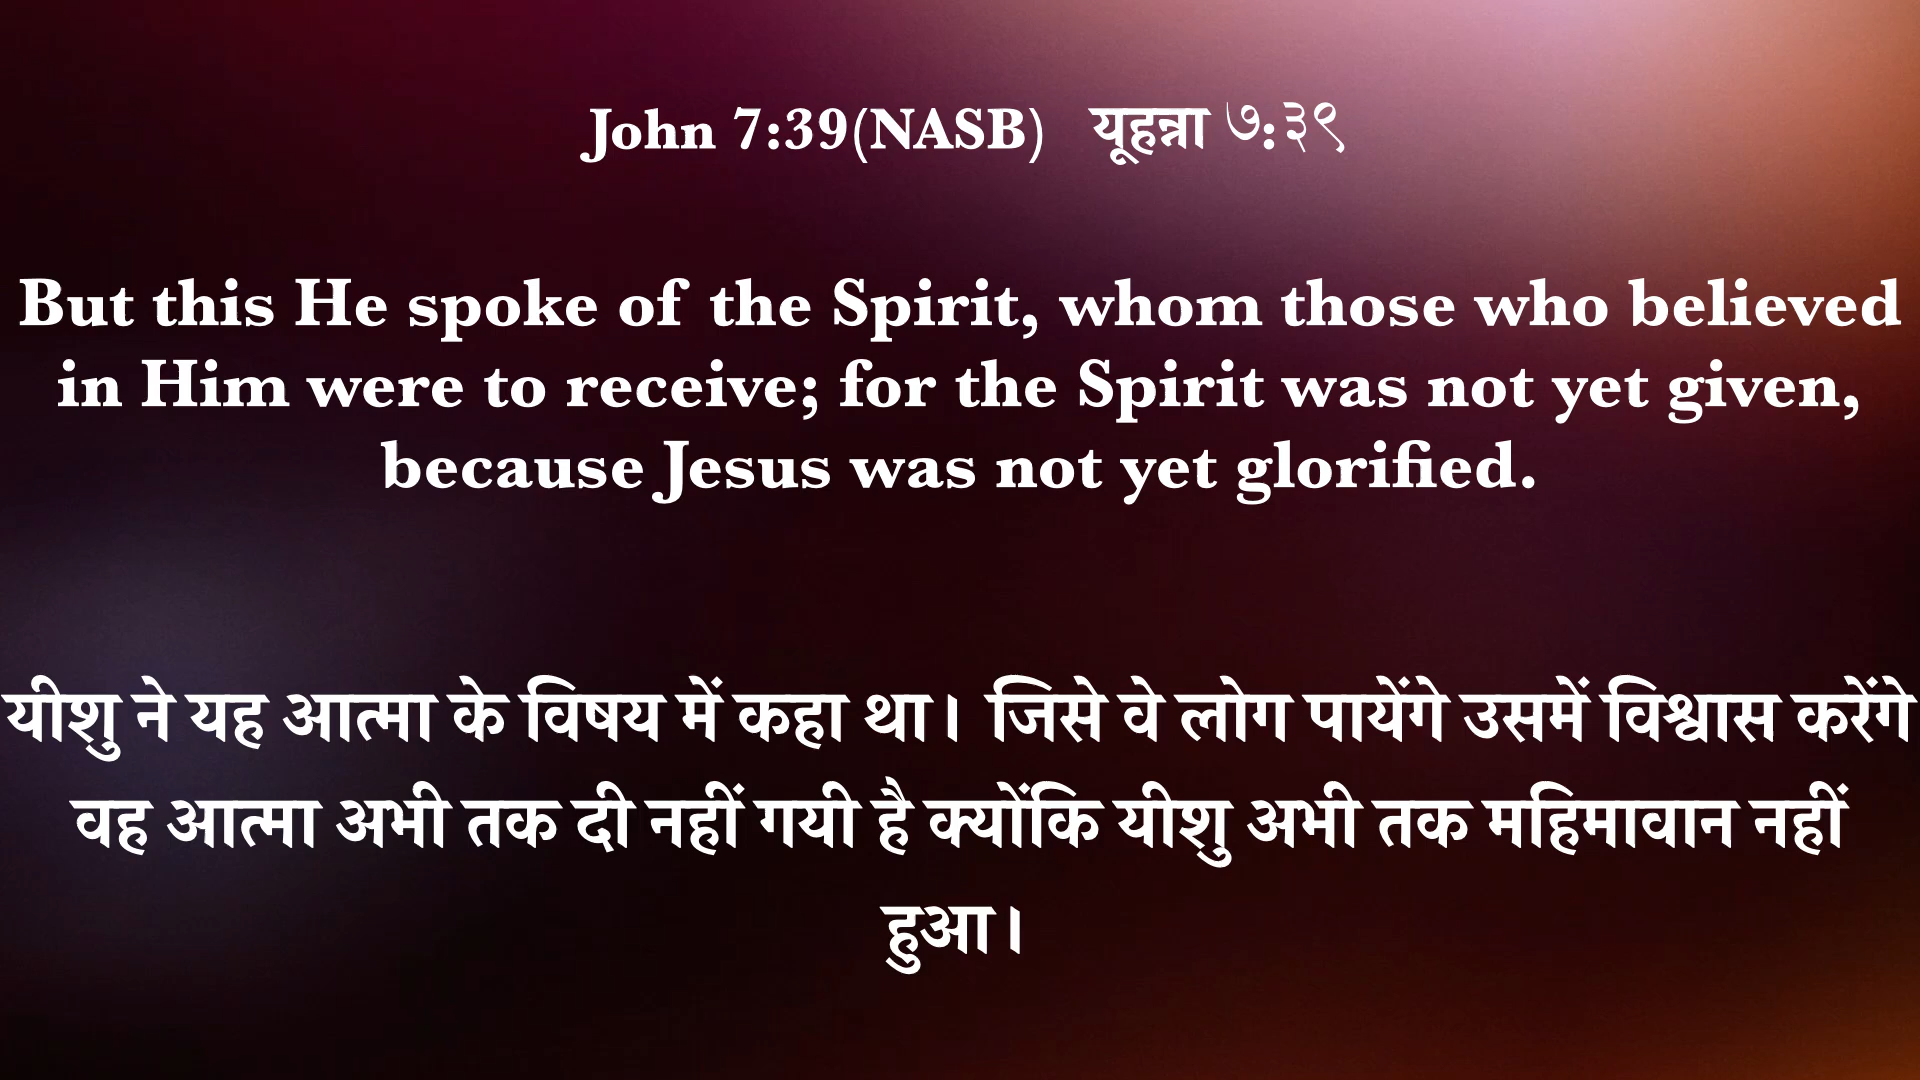 John 7:39(NASB) यूहन्ना ७:३९
But this He spoke of the Spirit, whom those who believed
in Him were to receive; for the Spirit was not yet given,
because Jesus was not yet glorified.
यीशु ने यह आत्मा के विषय में कहा था। जिसे वे लोग पायेंगे उसमें विश्वास करेंगे
वह आत्मा अभी तक दी नहीं गयी है क्योंकि यीशु अभी तक महिमावान नहीं
हुआ।